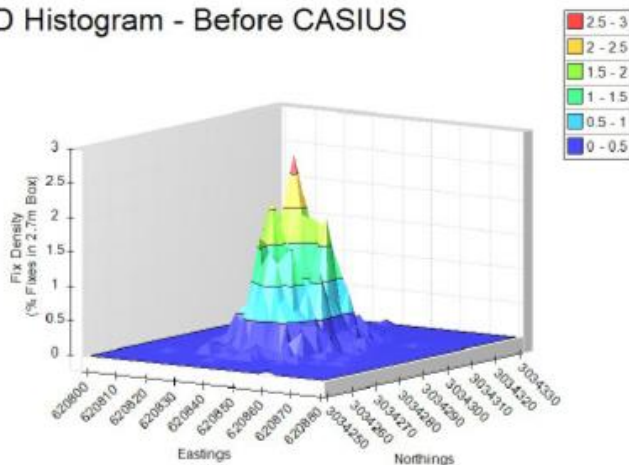 D Histogram - Before CASIUS
2.5 - 3
2 - 2.5
1.5 - 2
1 - 1.5
0.5 - 1
0 - 0.5
3
2.5
2
1.5
1
0.5
0
Fix Density
(% Fixes in 2.7m Box)
620800
620810
620820
620830
620840
620850
620860
620870
620880
Eastings
3034250
3034260
3034270
3034280
3034290
3034300
3034310
3034320
3034330
Northings